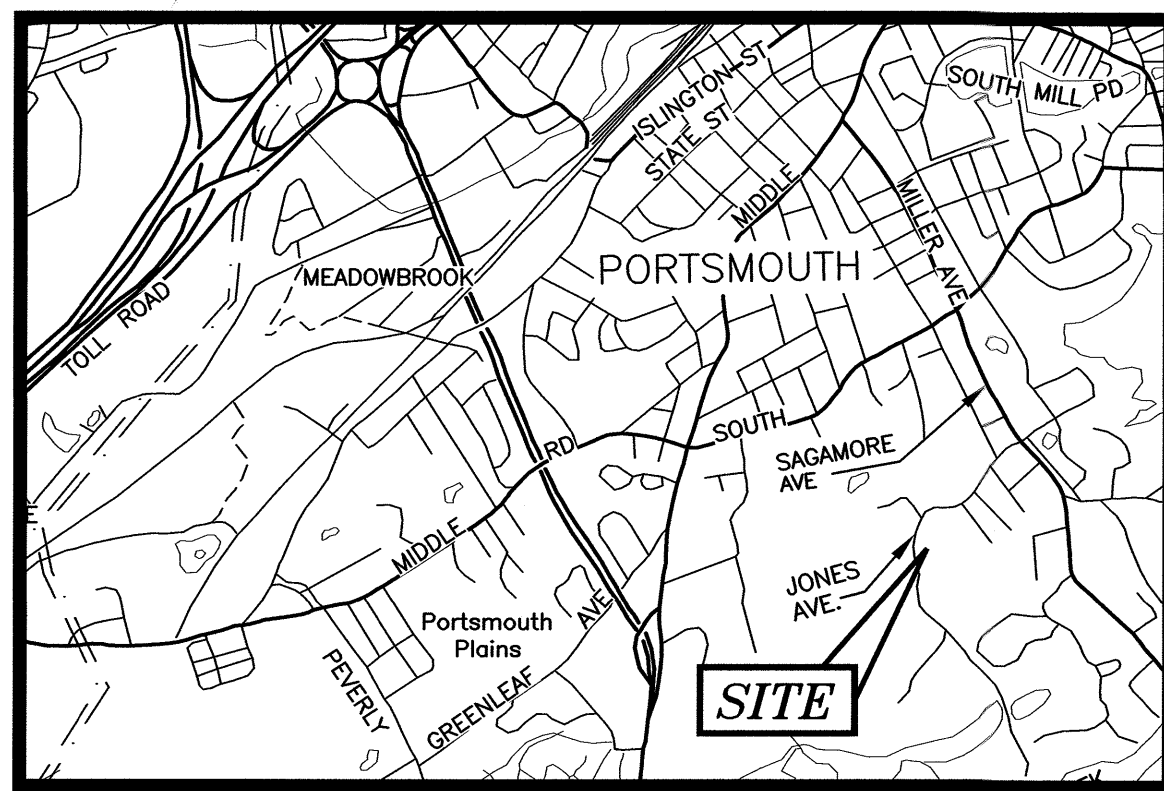 SOUTH MILL PD
ISLINGTON ST
STATE ST
MIDDLE
MILLER AVE
PORTSMOUTH
MEADOWBROOK
TOLL ROAD
RD
SOUTH
SAGAMORE
AVE
MIDDLE
JONES
AVE.
Portsmouth
Plains
AVE
GREENLEAF
PEVERLY
SITE